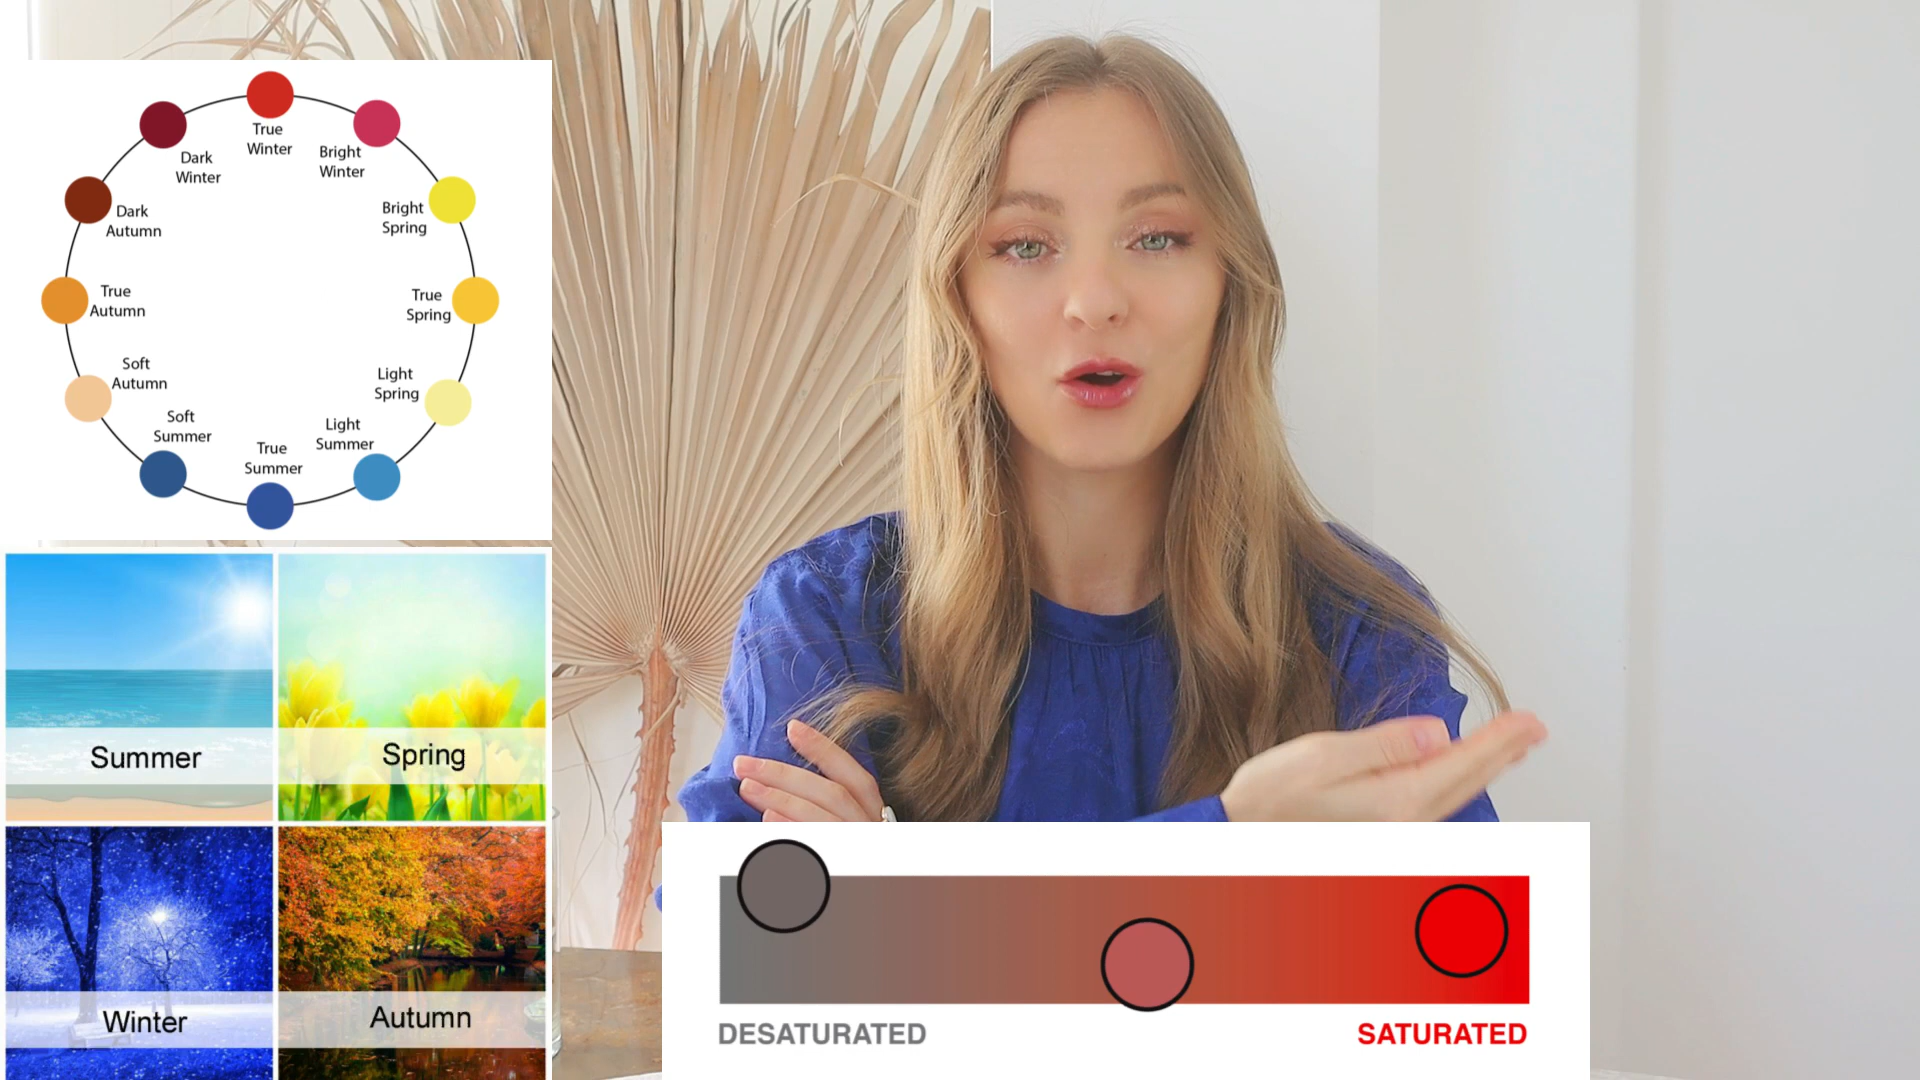 True
Winter
Bright
Winter
Dark
Winter
Bright
Spring
Dark
Autumn
True
Autumn
True
Spring
Soft
Autumn
Light
Spring
Soft
Summer
Light
Summer
True
Summer
Summer
Spring
Winter
Autumn
DESATURATED
SATURATED